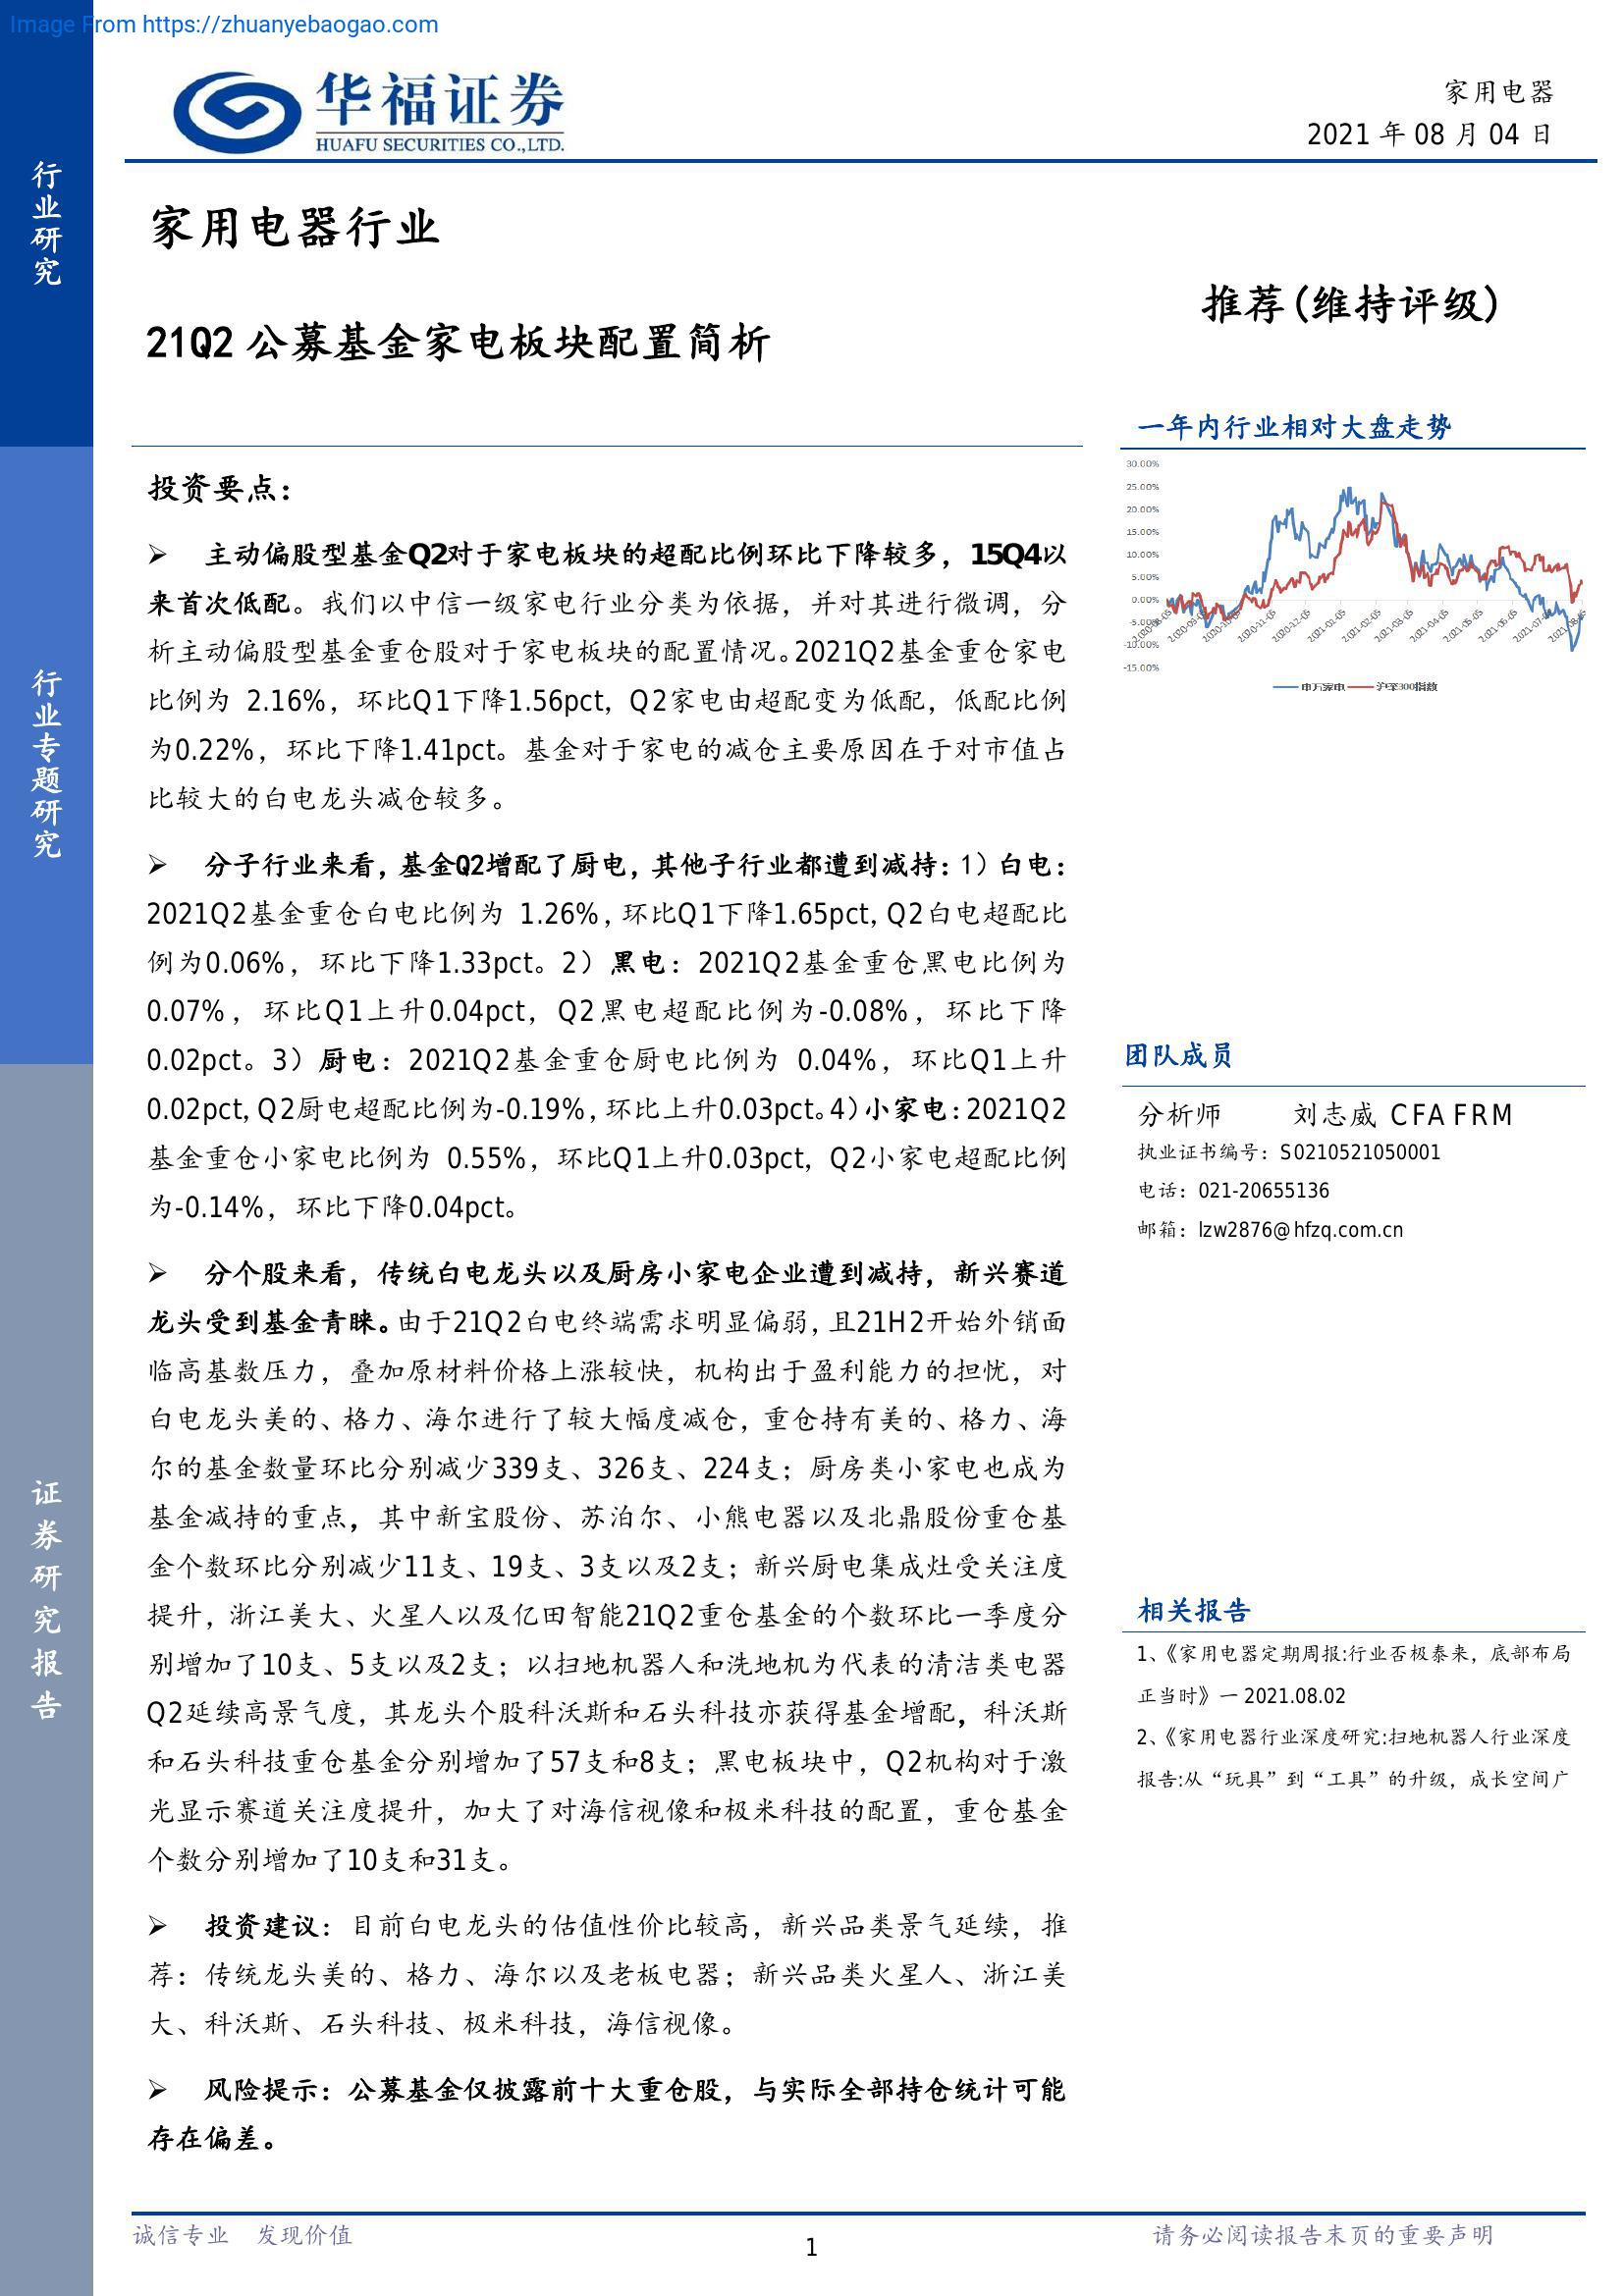 Image From https://zhuanyebaogao.com
华福证券
HUAFU SECURITIES CO.,LTD.
家用电器
2021 年 08 月 04 日
行业研究
行业专题研究
证券研究报告
家用电器行业
21Q2 公募基金家电板块配置简析
推荐(维持评级)
投资要点：
➢ 主动偏股型基金Q2对于家电板块的超配比例环比下降较多，15Q4以
来首次低配。我们以中信一级家电行业分类为依据，并对其进行微调，分
析主动偏股型基金重仓股对于家电板块的配置情况。2021Q2基金重仓家电
比例为 2.16%，环比Q1下降1.56pct，Q2家电由超配变为低配，低配比例
为0.22%，环比下降1.41pct。基金对于家电的减仓主要原因在于对市值占
比较大的白电龙头减仓较多。
➢ 分子行业来看，基金Q2增配了厨电，其他子行业都遭到减持：1）白电：
2021Q2基金重仓白电比例为 1.26%，环比Q1下降1.65pct，Q2白电超配比
例为0.06%，环比下降1.33pct。2）黑电：2021Q2基金重仓黑电比例为
0.07%，环比Q1上升0.04pct，Q2黑电超配比例为-0.08%，环比下降
0.02pct。3）厨电：2021Q2基金重仓厨电比例为 0.04%，环比Q1上升
0.02pct，Q2厨电超配比例为-0.19%，环比上升0.03pct。4）小家电：2021Q2
基金重仓小家电比例为 0.55%，环比Q1上升0.03pct，Q2小家电超配比例
为-0.14%，环比下降0.04pct。
➢ 分个股来看，传统白电龙头以及厨房小家电企业遭到减持，新兴赛道
龙头受到基金青睐。由于21Q2白电终端需求明显偏弱，且21H2开始外销面
临高基数压力，叠加原材料价格上涨较快，机构出于盈利能力的担忧，对
白电龙头美的、格力、海尔进行了较大幅度减仓，重仓持有美的、格力、海
尔的基金数量环比分别减少339支、326支、224支；厨房类小家电也成为
基金减持的重点，其中新宝股份、苏泊尔、小熊电器以及北鼎股份重仓基
金个数环比分别减少11支、19支、3支以及2支；新兴厨电集成灶受关注度
提升，浙江美大、火星人以及亿田智能21Q2重仓基金的个数环比一季度分
别增加了10支、5支以及2支；以扫地机器人和洗地机为代表的清洁类电器
Q2延续高景气度，其龙头个股科沃斯和石头科技亦获得基金增配，科沃斯
和石头科技重仓基金分别增加了57支和8支；黑电板块中，Q2机构对于激
光显示赛道关注度提升，加大了对海信视像和极米科技的配置，重仓基金
个数分别增加了10支和31支。
➢ 投资建议：目前白电龙头的估值性价比较高，新兴品类景气延续，推
荐：传统龙头美的、格力、海尔以及老板电器；新兴品类火星人、浙江美
大、科沃斯、石头科技、极米科技，海信视像。
➢ 风险提示：公募基金仅披露前十大重仓股，与实际全部持仓统计可能
存在偏差。
一年内行业相对大盘走势
30.00%
25.00%
20.00%
15.00%
10.00%
5.00%
0.00%
-5.00%
-10.00%
-15.00%
2020-11-05
2020-12-05
2021-01-05
2021-02-05
2021-03-05
2021-04-05
2021-05-05
2021-06-05
申万家电 沪深300指数
团队成员
分析师 刘志威 CFA FRM
执业证书编号：S0210521050001
电话：021-20655136
邮箱：lzw2876@hfzq.com.cn
相关报告
1、《家用电器定期周报:行业否极泰来，底部布局
正当时》一 2021.08.02
2、《家用电器行业深度研究:扫地机器人行业深度
报告:从“玩具”到“工具”的升级，成长空间广
诚信专业 发现价值
1
请务必阅读报告末页的重要声明